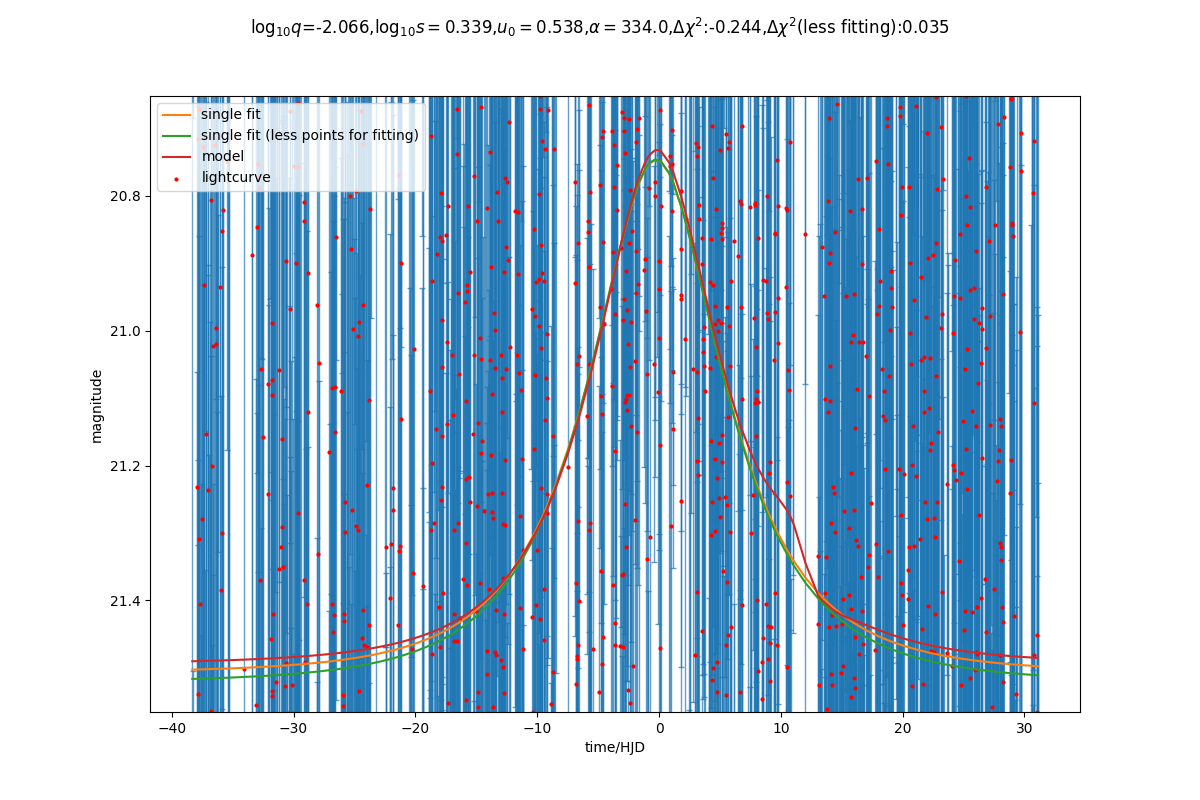 log₁₀q=-2.066,log₁₀s = 0.339,u₀ = 0.538,α = 334.0,Δχ²:-0.244,Δχ²(less fitting):0.035
single fit
single fit (less points for fitting)
model
lightcurve
20.8
21.0
21.2
21.4
magnitude
−40
−30
−20
−10
0
10
20
30
time/HJD